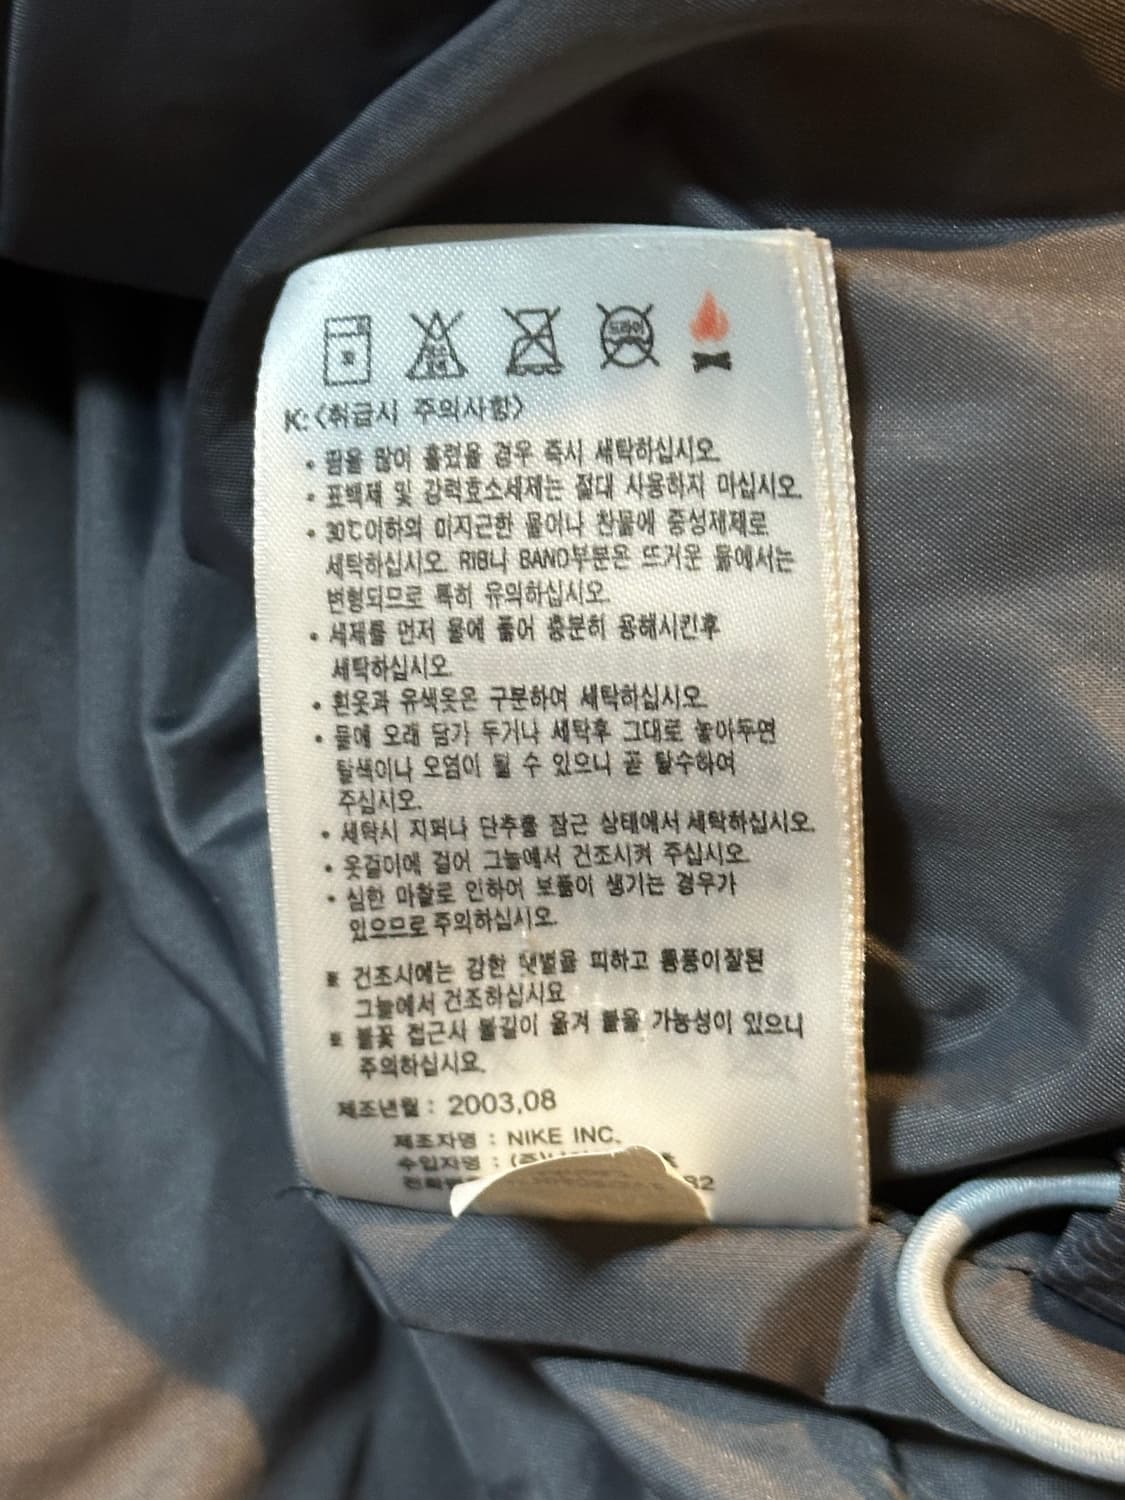 드라이
K: <취급시 주의사항>
• 땀을 많이 흘렸을 경우 즉시 세탁하십시오.
• 표백제 및 강력효소세제는 절대 사용하지 마십시오.
• 30℃이하의 미지근한 물이나 찬물에 중성제제로
세탁하십시오. RIB나 BAND부분은 뜨거운 물에서는
변형되므로 특히 유의하십시오.
• 세제를 먼저 물에 풀어 충분히 용해시킨후
세탁하십시오.
• 흰옷과 유색옷은 구분하여 세탁하십시오.
• 물에 오래 담가 두거나 세탁후 그대로 놓아두면
탈색이나 오염이 될 수 있으니 곧 탈수하여
주십시오.
• 세탁시 지퍼나 단추를 잠근 상태에서 세탁하십시오.
• 옷걸이에 걸어 그늘에서 건조시켜 주십시오.
• 심한 마찰로 인하여 보풀이 생기는 경우가
있으므로 주의하십시오.
※ 건조시에는 강한 햇볕을 피하고 통풍이잘된
그늘에서 건조하십시요
※ 불꽃 접근시 불길이 옮겨 붙을 가능성이 있으니
주의하십시요.
제조년월 : 2003.08
제조자명 : NIKE INC.
수입자명 : (주)
82